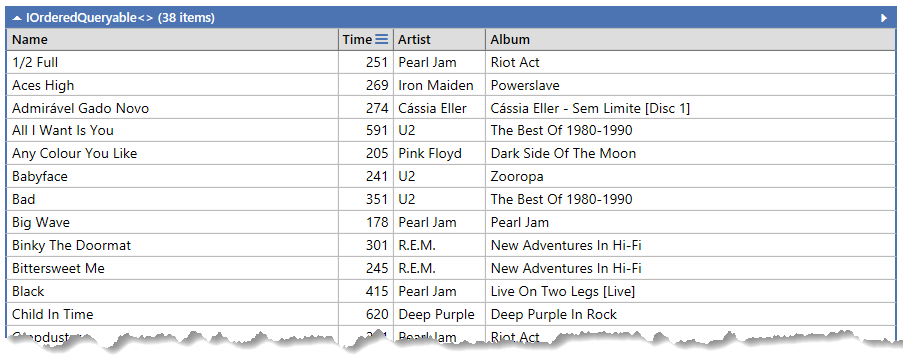 IOrderedQueryable<> (38 items)
Name Time Artist Album
1/2 Full 251 Pearl Jam Riot Act
Aces High 269 Iron Maiden Powerslave
Admirável Gado Novo 274 Cássia Eller Cássia Eller - Sem Limite [Disc 1]
All I Want Is You 591 U2 The Best Of 1980-1990
Any Colour You Like 205 Pink Floyd Dark Side Of The Moon
Babyface 241 U2 Zooropa
Bad 351 U2 The Best Of 1980-1990
Big Wave 178 Pearl Jam Pearl Jam
Binky The Doormat 301 R.E.M. New Adventures In Hi-Fi
Bittersweet Me 245 R.E.M. New Adventures In Hi-Fi
Black 415 Pearl Jam Live On Two Legs [Live]
Child In Time 620 Deep Purple Deep Purple In Rock
Pearl Jam Riot Act